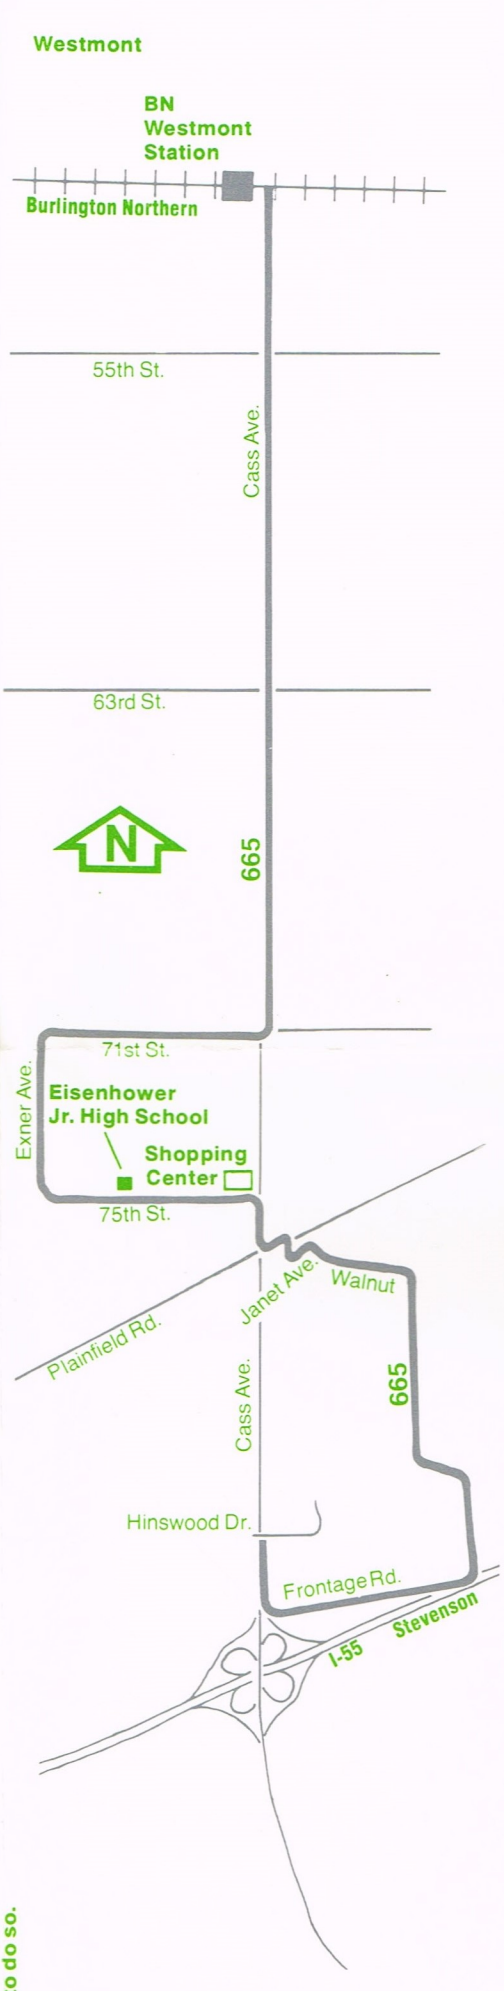 Westmont
BN
Westmont
Station
Burlington Northern
55th St.
Cass Ave.
63rd St.
N
665
71st St.
Exner Ave.
Eisenhower
Jr. High School
Shopping
Center
75th St.
Janet Ave.
Walnut
Plainfield Rd.
665
Cass Ave.
Hinswood Dr.
Frontage Rd.
I-55 Stevenson
to do so.